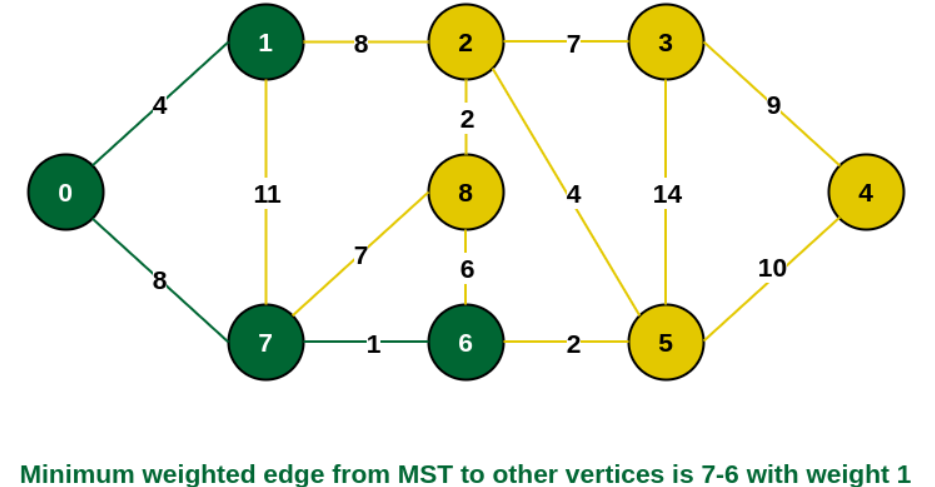 1 8 2 7 3
4 2 9
0 11 8 4 14 4
8 7 6 10
7 1 6 2 5
Minimum weighted edge from MST to other vertices is 7-6 with weight 1